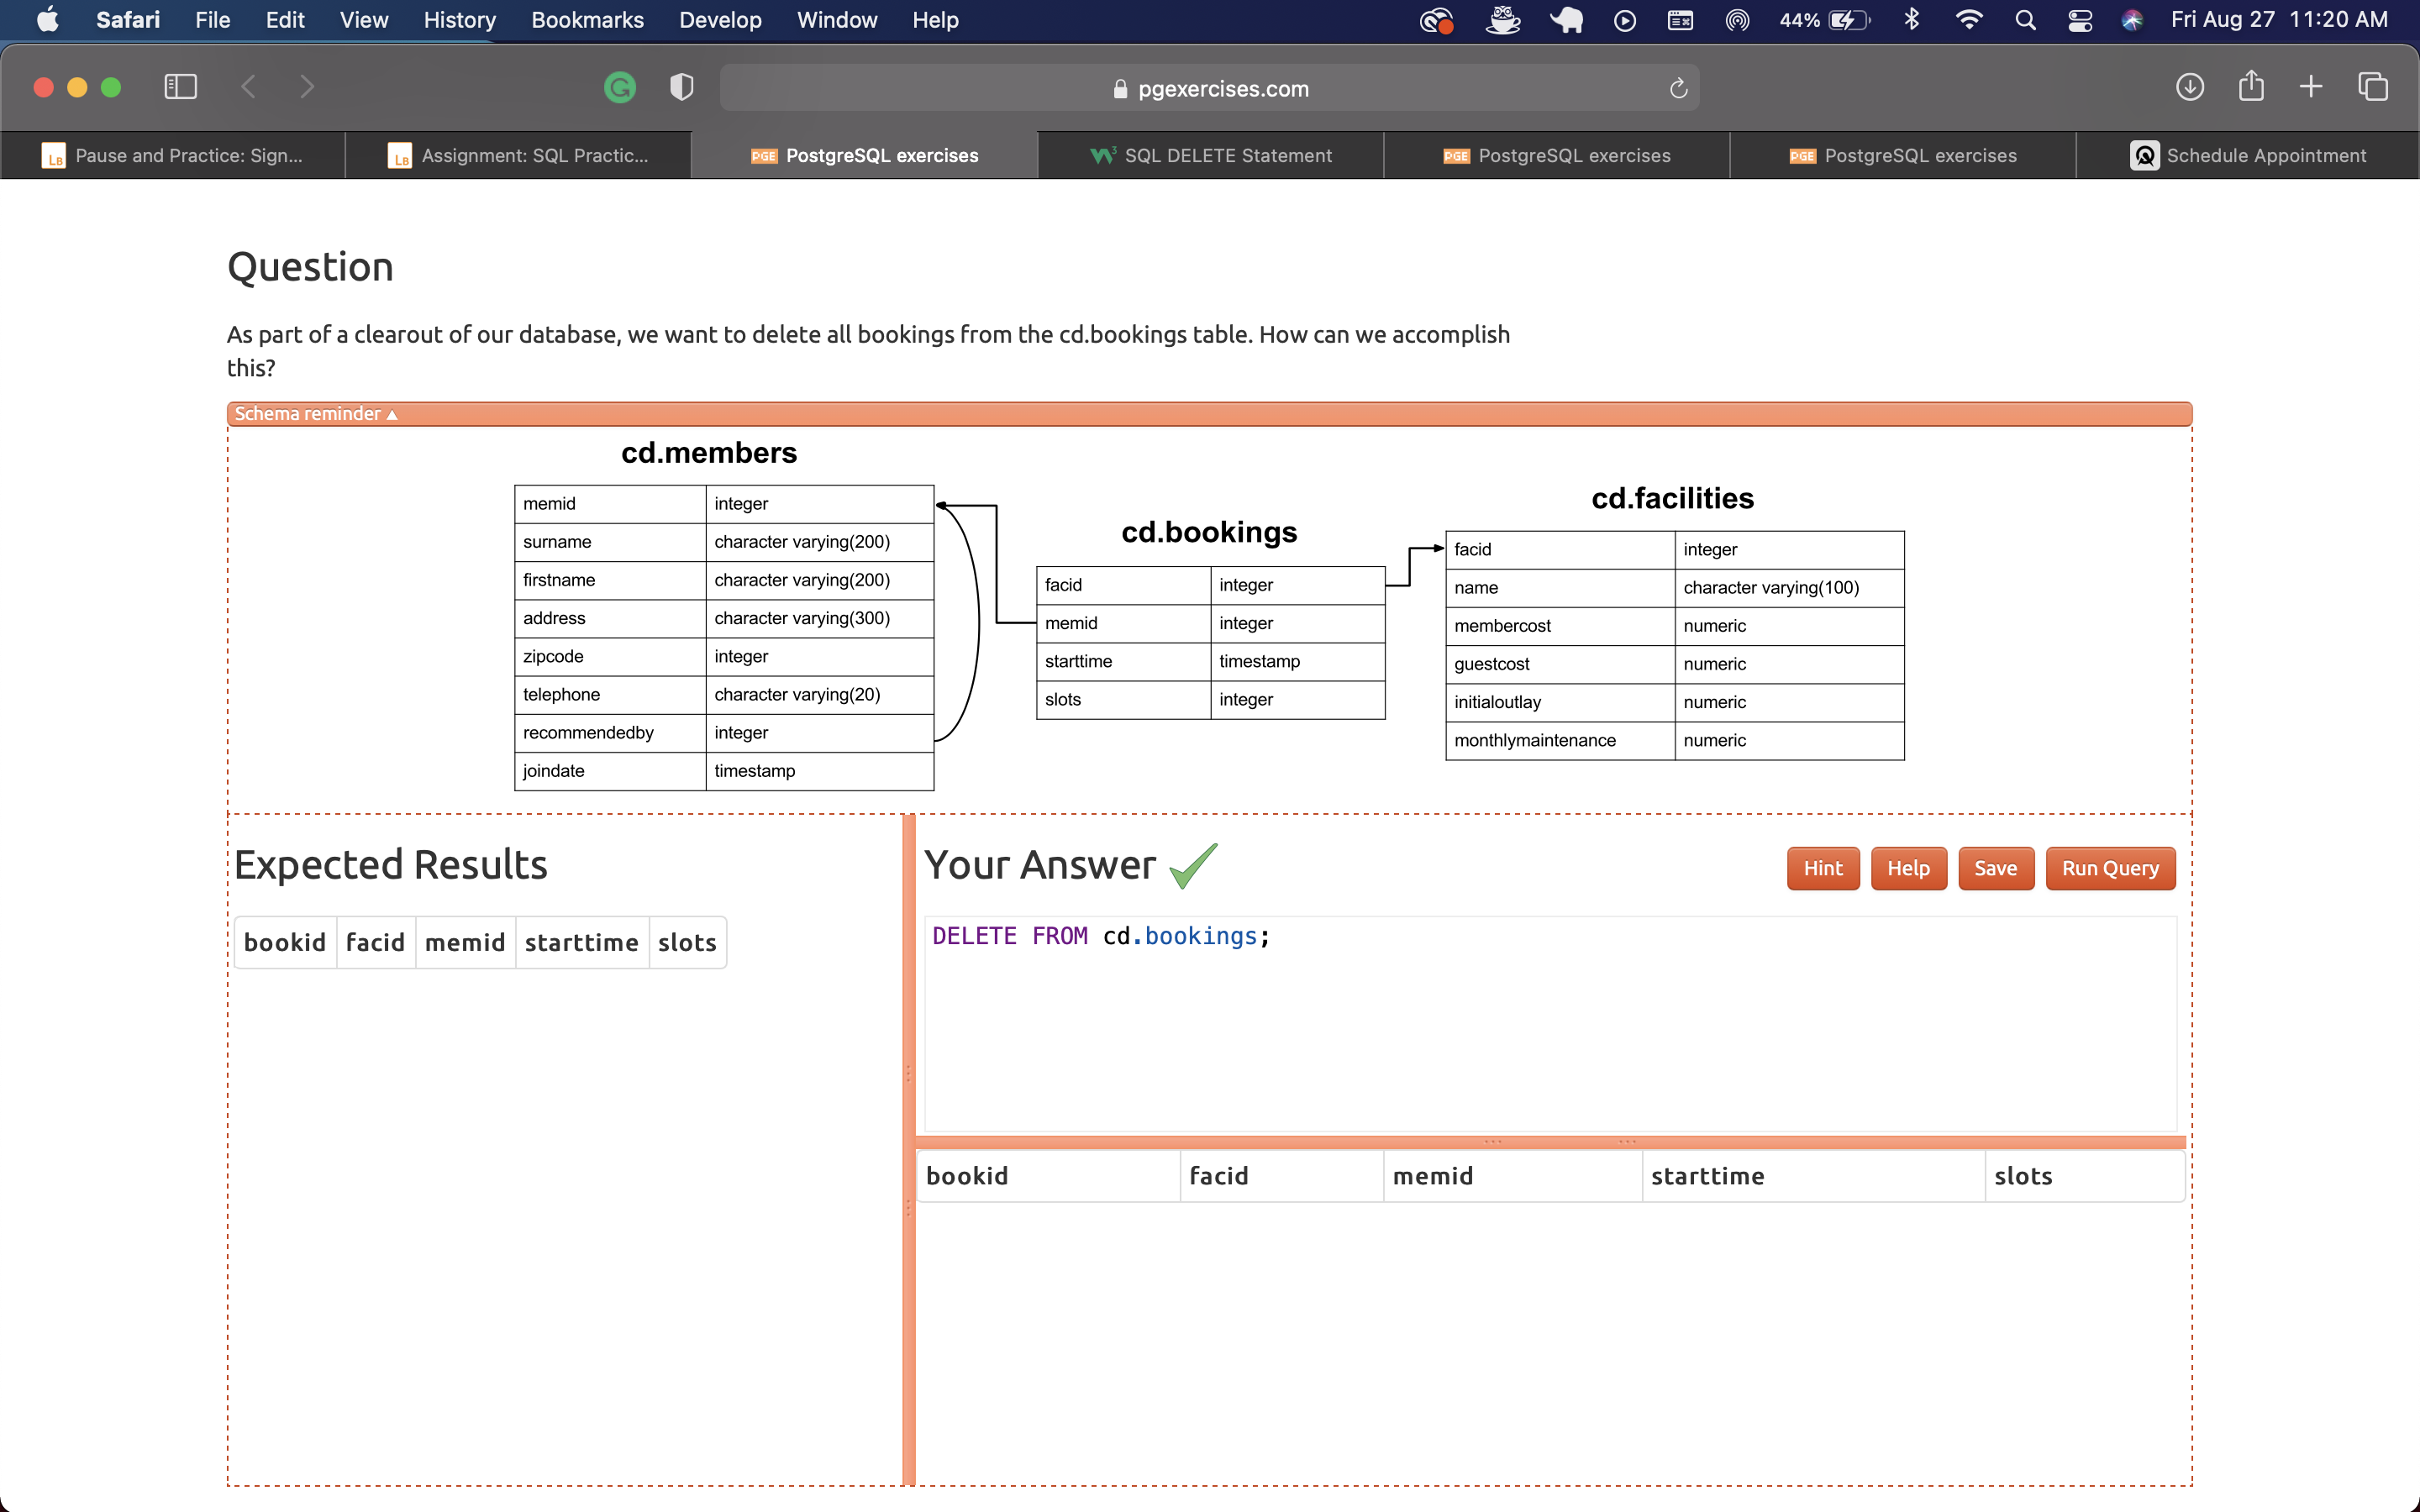 Safari File Edit View History Bookmarks Develop Window Help 44% Fri Aug 27 11:20 AM
pgexercises.com
LB Pause and Practice: Sign... LB Assignment: SQL Practic... PGE PostgreSQL exercises W3 SQL DELETE Statement PGE PostgreSQL exercises PGE PostgreSQL exercises Schedule Appointment
Question
As part of a clearout of our database, we want to delete all bookings from the cd.bookings table. How can we accomplish
this?
Schema reminder ▲
cd.members
memid integer
surname character varying(200)
firstname character varying(200)
address character varying(300)
zipcode integer
telephone character varying(20)
recommendedby integer
joindate timestamp
cd.bookings
facid integer
memid integer
starttime timestamp
slots integer
cd.facilities
facid integer
name character varying(100)
membercost numeric
guestcost numeric
initialoutlay numeric
monthlymaintenance numeric
Expected Results
bookid facid memid starttime slots
Your Answer
Hint Help Save Run Query
DELETE FROM cd.bookings;
bookid facid memid starttime slots